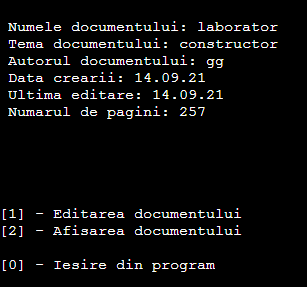 Numele documentului: laborator
Tema documentului: constructor
Autorul documentului: gg
Data crearii: 14.09.21
Ultima editare: 14.09.21
Numarul de pagini: 257
[1] - Editarea documentului
[2] - Afisarea documentului
[0] - Iesire din program